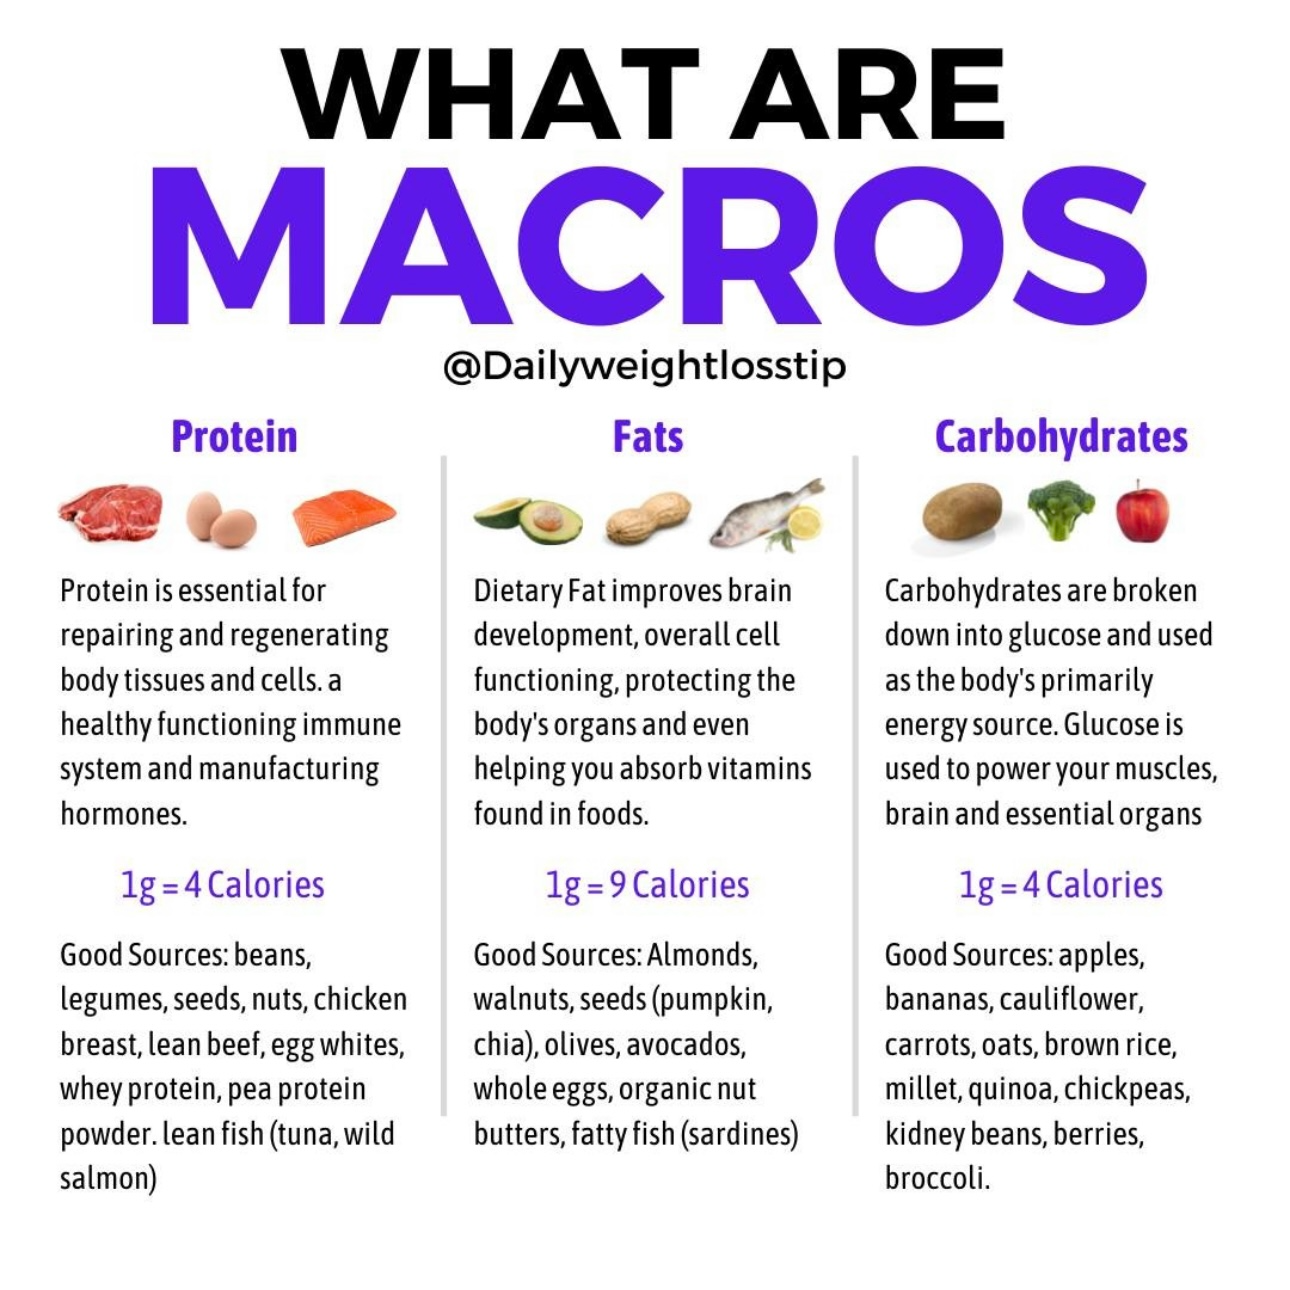 WHAT ARE
MACROS
@Dailyweightlosstip
Protein
Protein is essential for
repairing and regenerating
body tissues and cells. a
healthy functioning immune
system and manufacturing
hormones.
1g = 4 Calories
Good Sources: beans,
legumes, seeds, nuts, chicken
breast, lean beef, egg whites,
whey protein, pea protein
powder. lean fish (tuna, wild
salmon)
Fats
Dietary Fat improves brain
development, overall cell
functioning, protecting the
body's organs and even
helping you absorb vitamins
found in foods.
1g = 9 Calories
Good Sources: Almonds,
walnuts, seeds (pumpkin,
chia), olives, avocados,
whole eggs, organic nut
butters, fatty fish (sardines)
Carbohydrates
Carbohydrates are broken
down into glucose and used
as the body's primarily
energy source. Glucose is
used to power your muscles,
brain and essential organs
1g = 4 Calories
Good Sources: apples,
bananas, cauliflower,
carrots, oats, brown rice,
millet, quinoa, chickpeas,
kidney beans, berries,
broccoli.